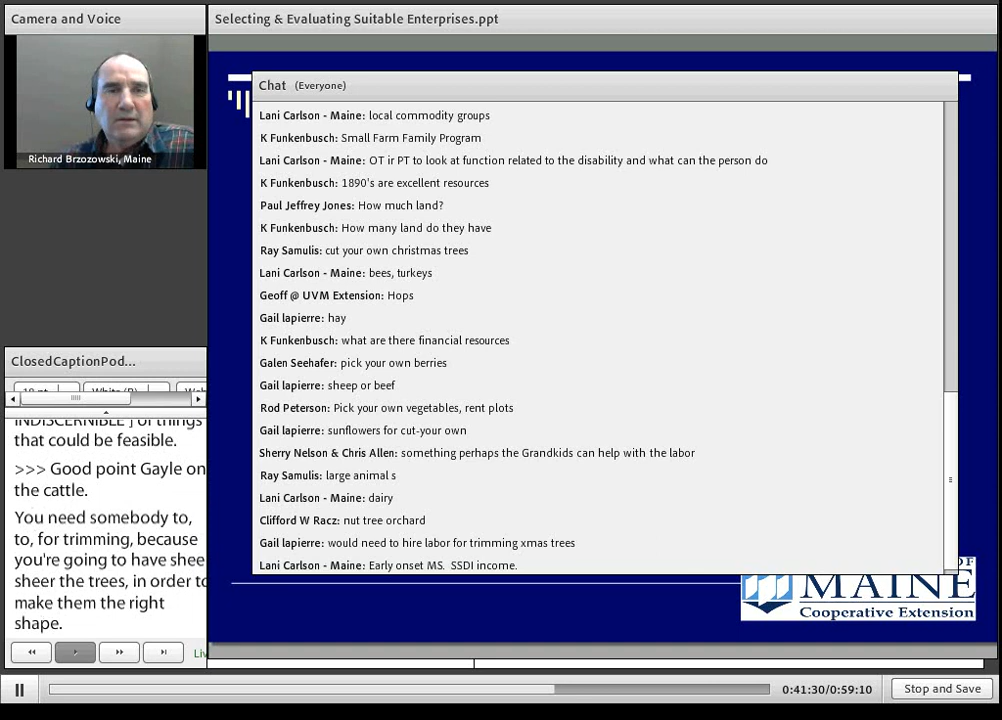 Camera and Voice
Richard Brzozowski, Maine
Selecting & Evaluating Suitable Enterprises.ppt
Chat (Everyone)
Lani Carlson - Maine: local commodity groups
K Funkenbusch: Small Farm Family Program
Lani Carlson - Maine: OT ir PT to look at function related to the disability and what can the person do
K Funkenbusch: 1890's are excellent resources
Paul Jeffrey Jones: How much land?
K Funkenbusch: How many land do they have
Ray Samulis: cut your own christmas trees
Lani Carlson - Maine: bees, turkeys
Geoff @ UVM Extension: Hops
Gail lapierre: hay
K Funkenbusch: what are there financial resources
Galen Seehafer: pick your own berries
Gail lapierre: sheep or beef
Rod Peterson: Pick your own vegetables, rent plots
Gail lapierre: sunflowers for cut-your own
Sherry Nelson & Chris Allen: something perhaps the Grandkids can help with the labor
Ray Samulis: large animal s
Lani Carlson - Maine: dairy
Clifford W Racz: nut tree orchard
Gail lapierre: would need to hire labor for trimming xmas trees
Lani Carlson - Maine: Early onset MS. SSDI income.
OF
MAINE
Cooperative Extension
ClosedCaptionPod...
INDISCERNIBLE ] of things
that could be feasible.
>>> Good point Gayle on
the cattle.
You need somebody to,
to, for trimming, because
you're going to have shee
sheer the trees, in order to
make them the right
shape.
Liv
0:41:30/0:59:10
Stop and Save